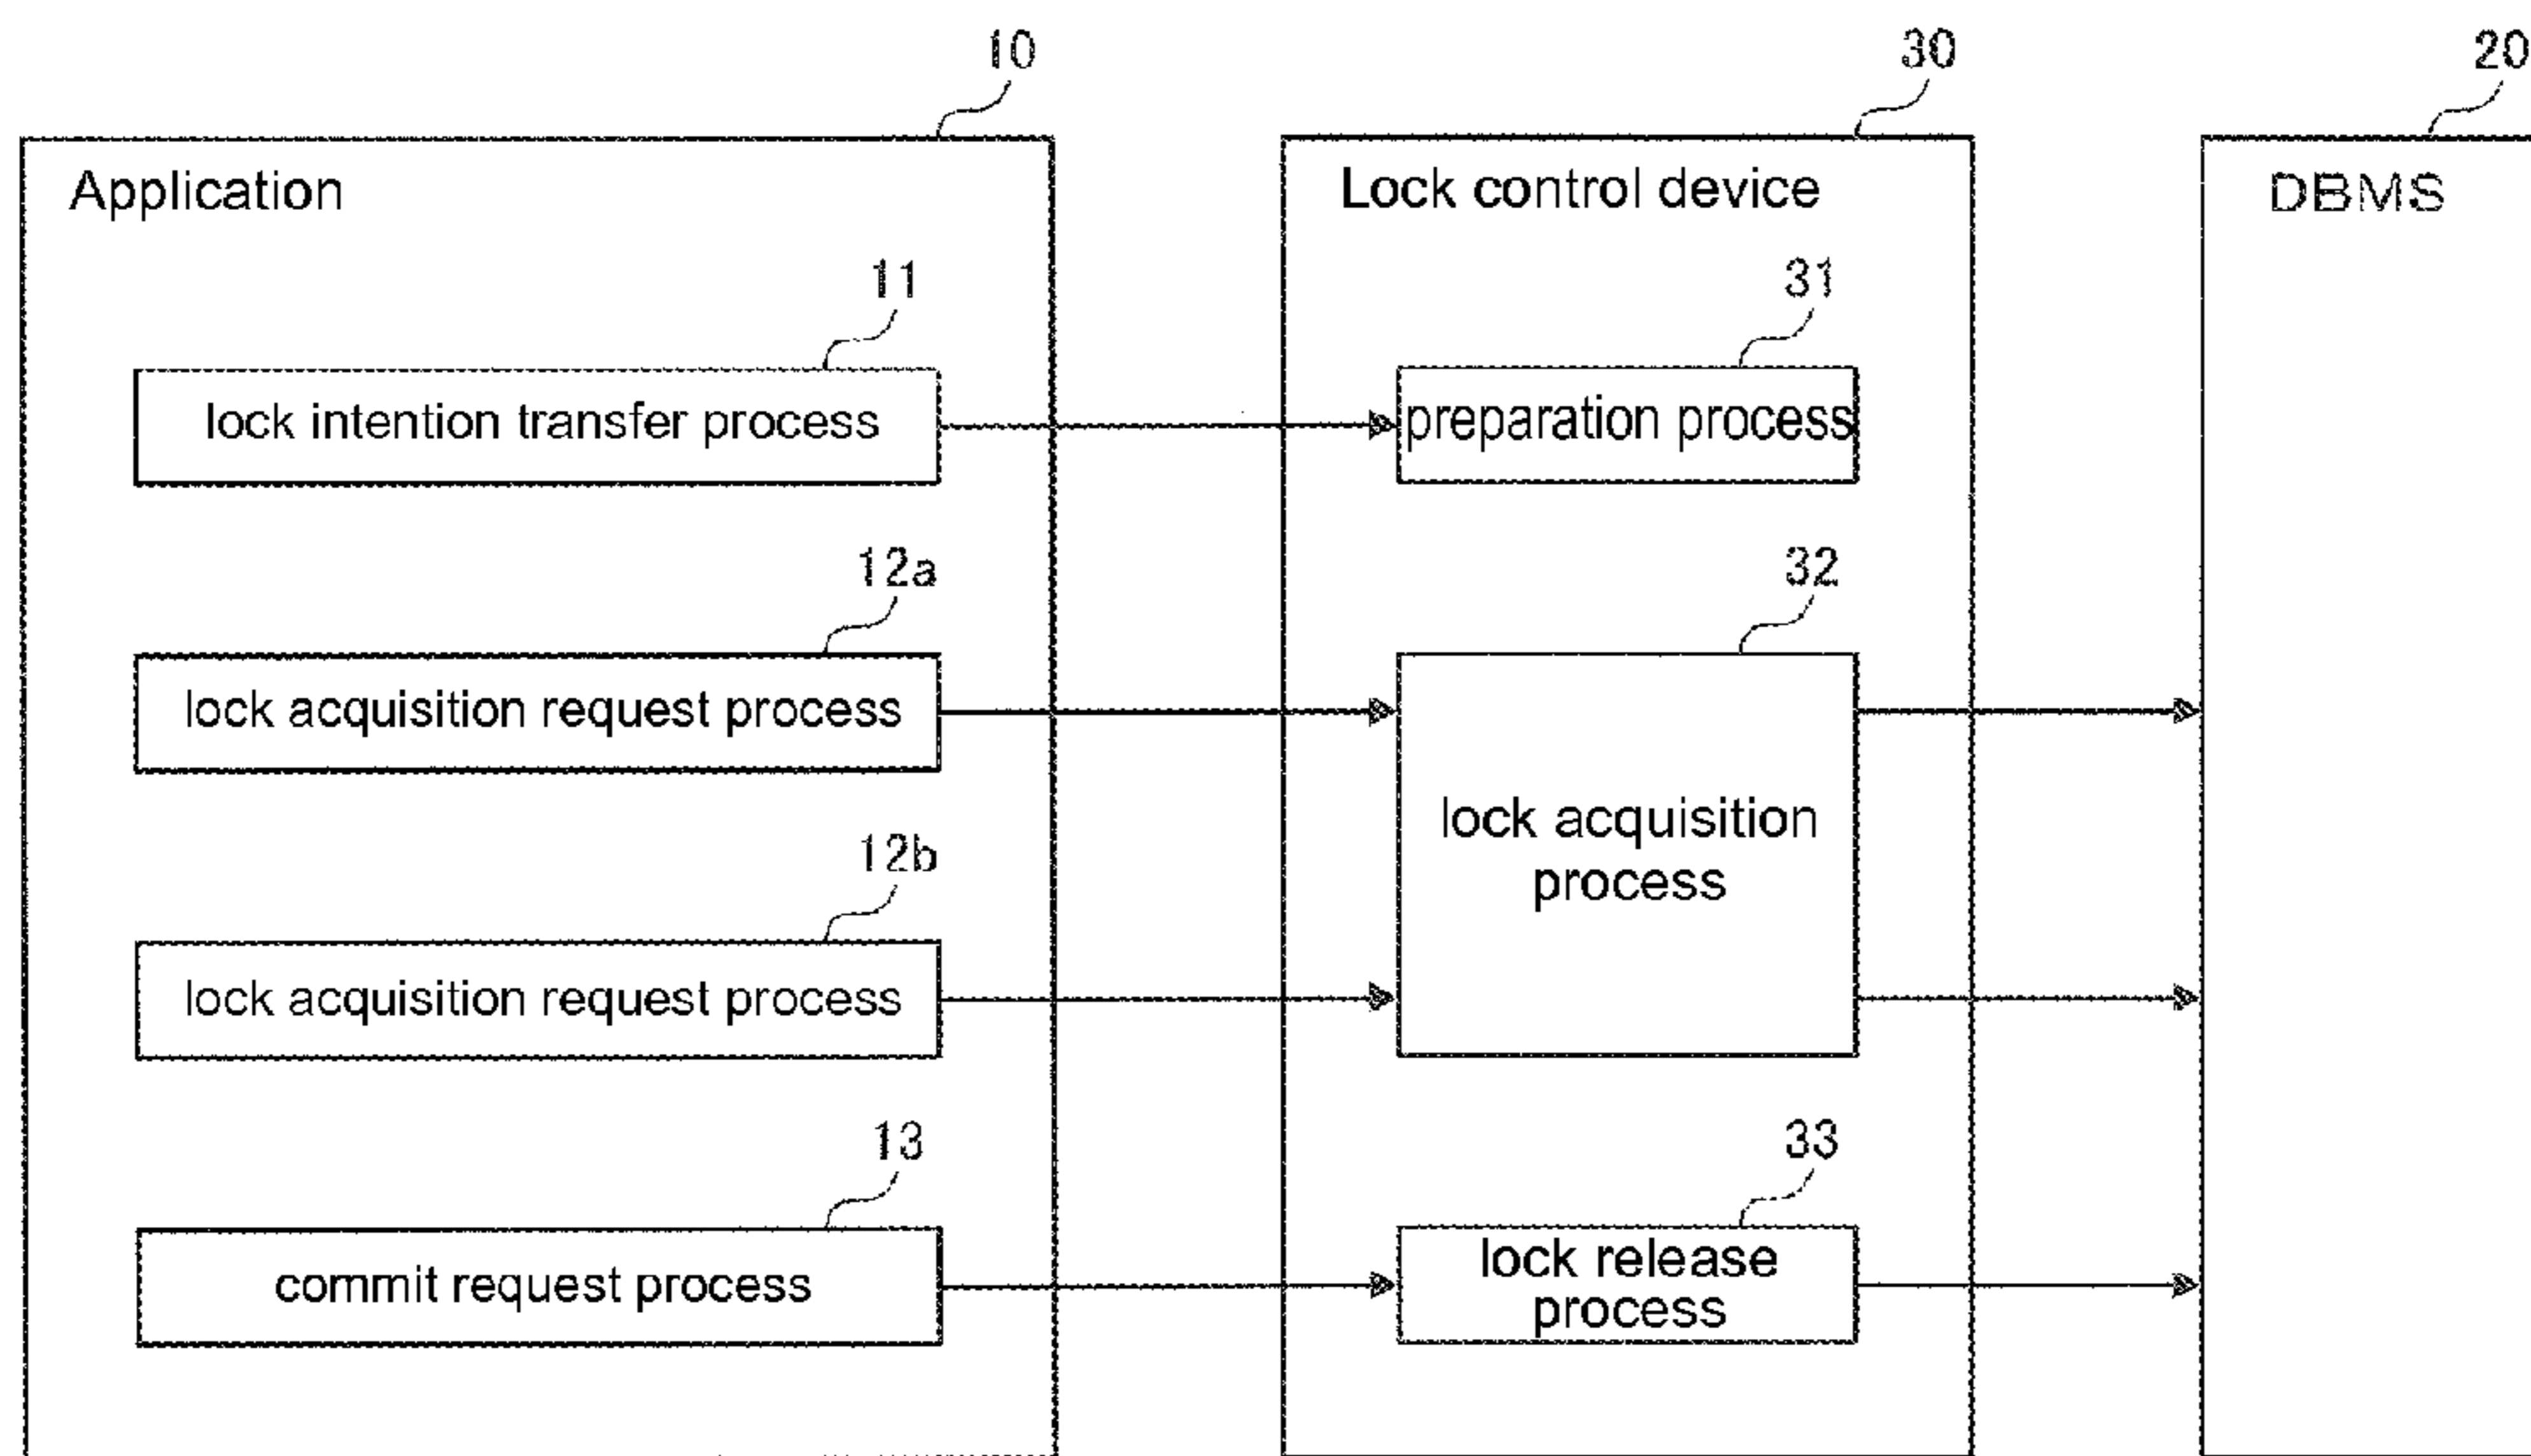 10
30
20
Application
Lock control device
DBMS
11
31
lock intention transfer process
preparation process
12a
32
lock acquisition request process
lock acquisition
process
12b
lock acquisition request process
13
33
commit request process
lock release
process